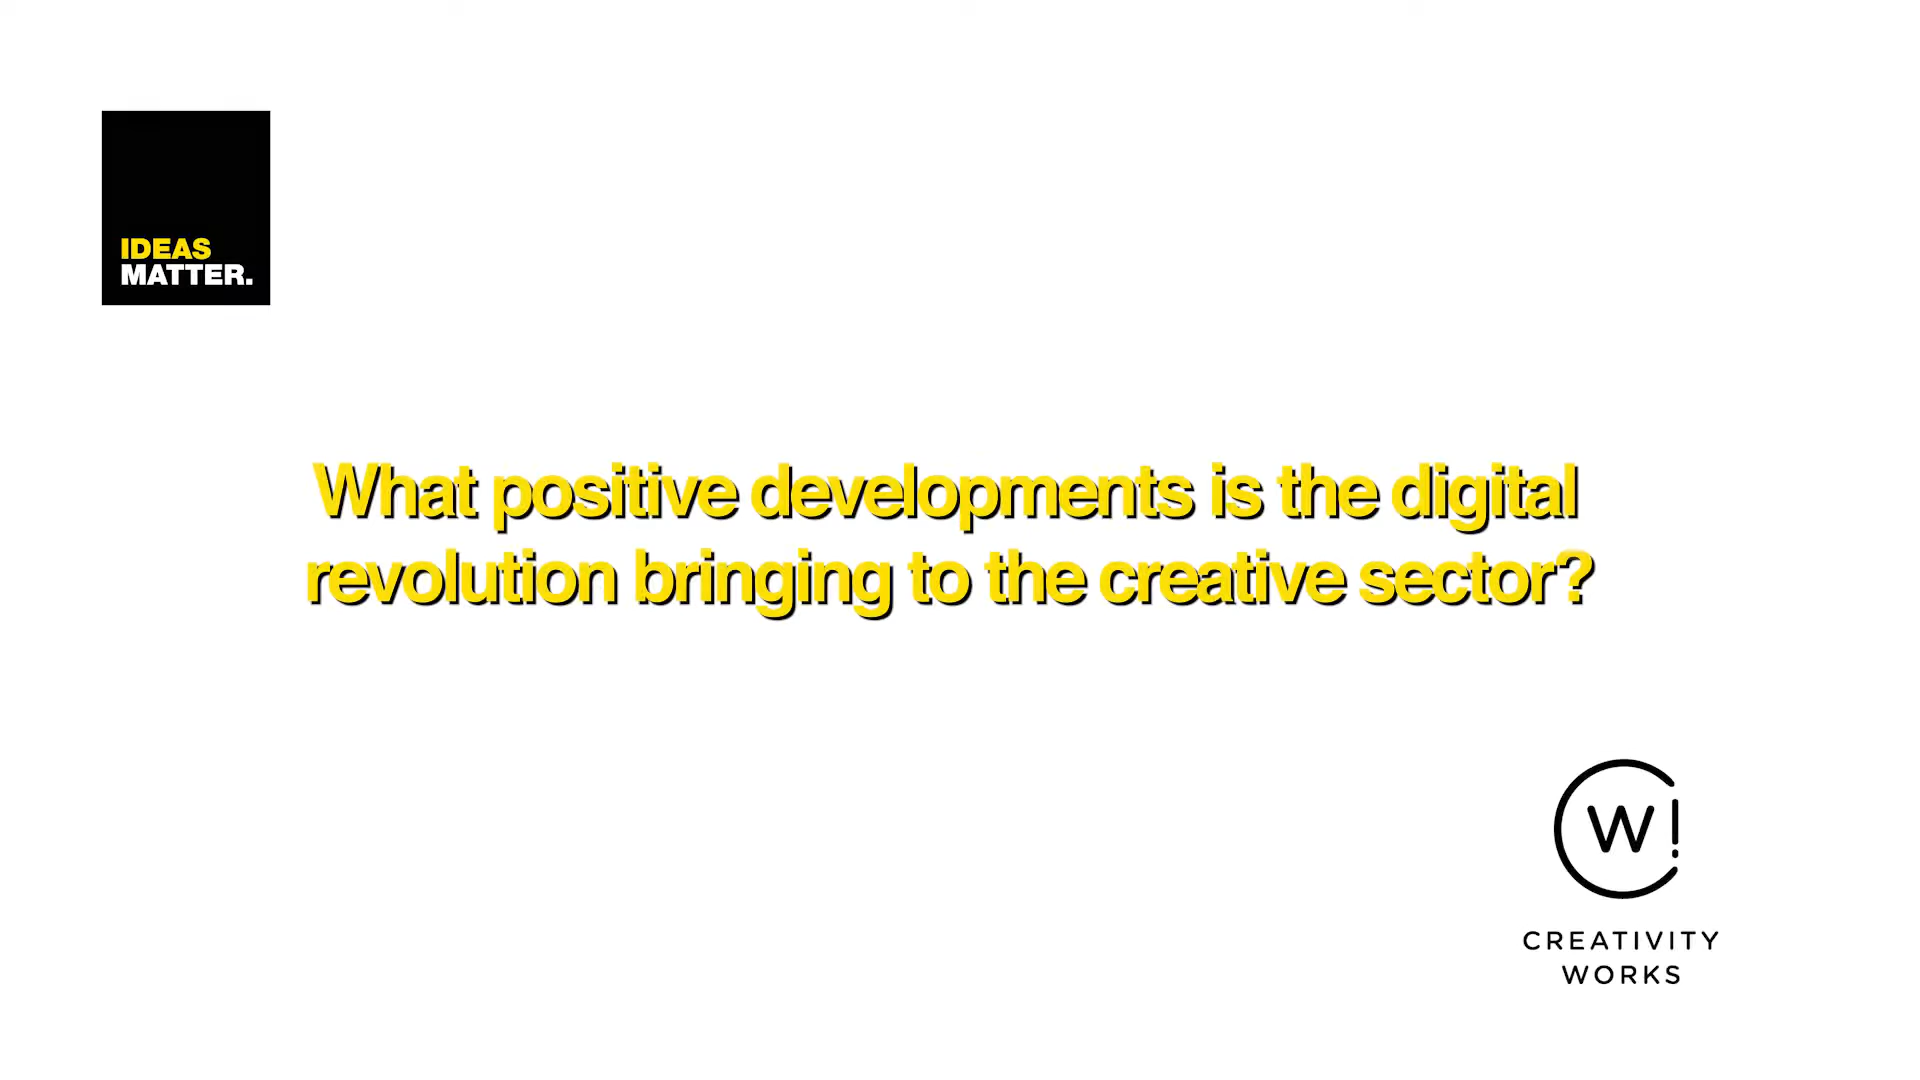 IDEAS
MATTER.
What positive developments is the digital
revolution bringing to the creative sector?
W!
CREATIVITY
WORKS